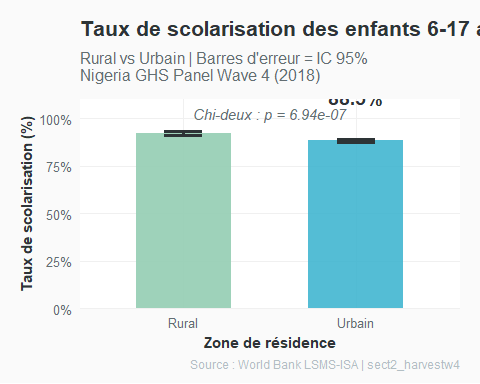 Taux de scolarisation des enfants 6-17 a
Rural vs Urbain | Barres d'erreur = IC 95%
Nigeria GHS Panel Wave 4 (2018)
88.9%
Chi-deux : p = 6.94e-07
100%
75%
50%
25%
0%
Taux de scolarisation (%)
Rural
Urbain
Zone de résidence
Source : World Bank LSMS-ISA | sect2_harvestw4